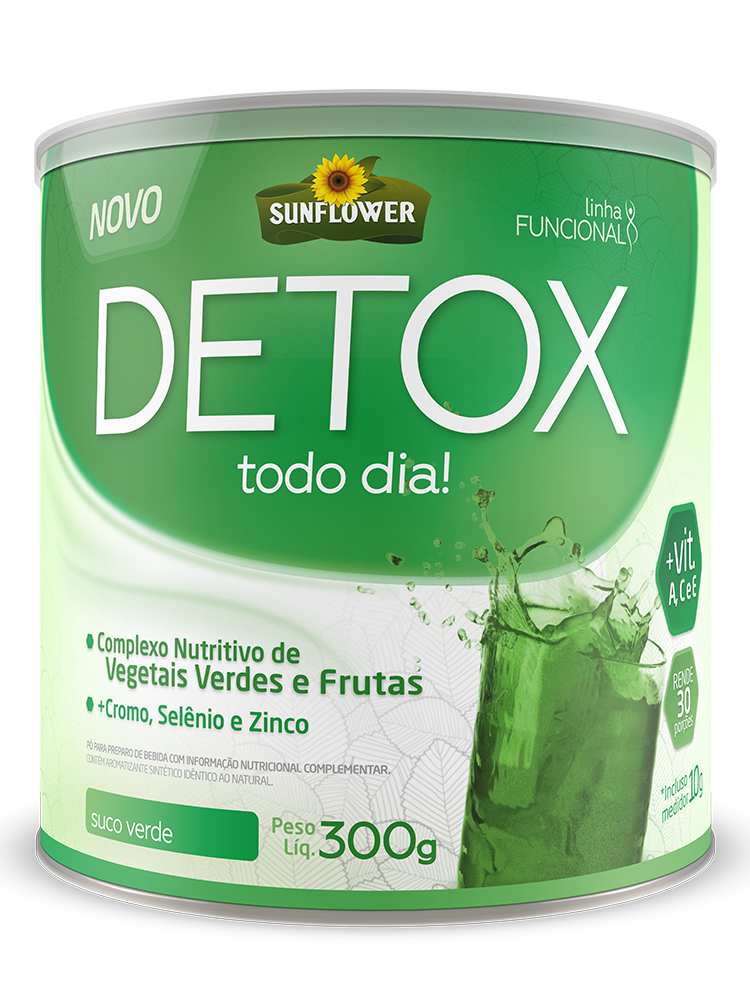 NOVO
SUNFLOWER
linha
FUNCIONAL
DETOX
todo dia!
+vit.
A, C e E
• Complexo Nutritivo de
Vegetais Verdes e Frutas
• +Cromo, Selênio e Zinco
RENDE
30
porções
PÓ PARA PREPARO DE BEBIDA COM INFORMAÇÃO NUTRICIONAL COMPLEMENTAR.
CONTÉM AROMATIZANTE SINTÉTICO IDÊNTICO AO NATURAL.
*Incluso
medidor 10g
suco verde
Peso
Líq. 300g